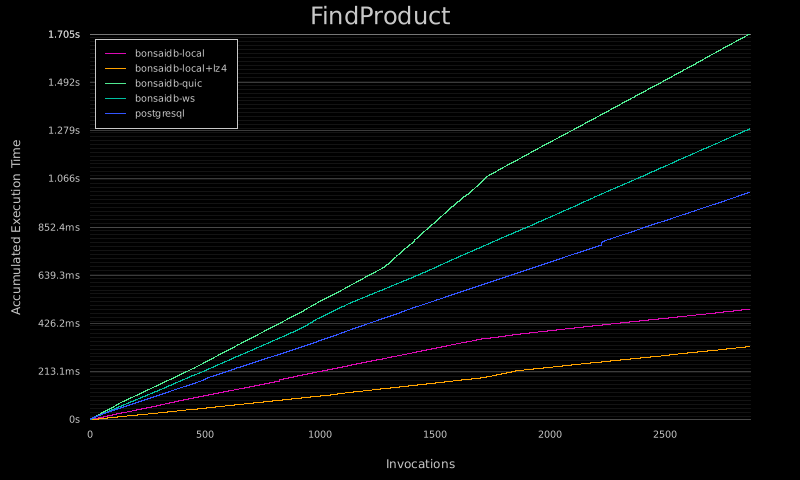 FindProduct
1.705s
1.492s
1.279s
1.066s
852.4ms
639.3ms
426.2ms
213.1ms
0s
Accumulated Execution Time
bonsaidb-local
bonsaidb-local+lz4
bonsaidb-quic
bonsaidb-ws
postgresql
0 500 1000 1500 2000 2500
Invocations